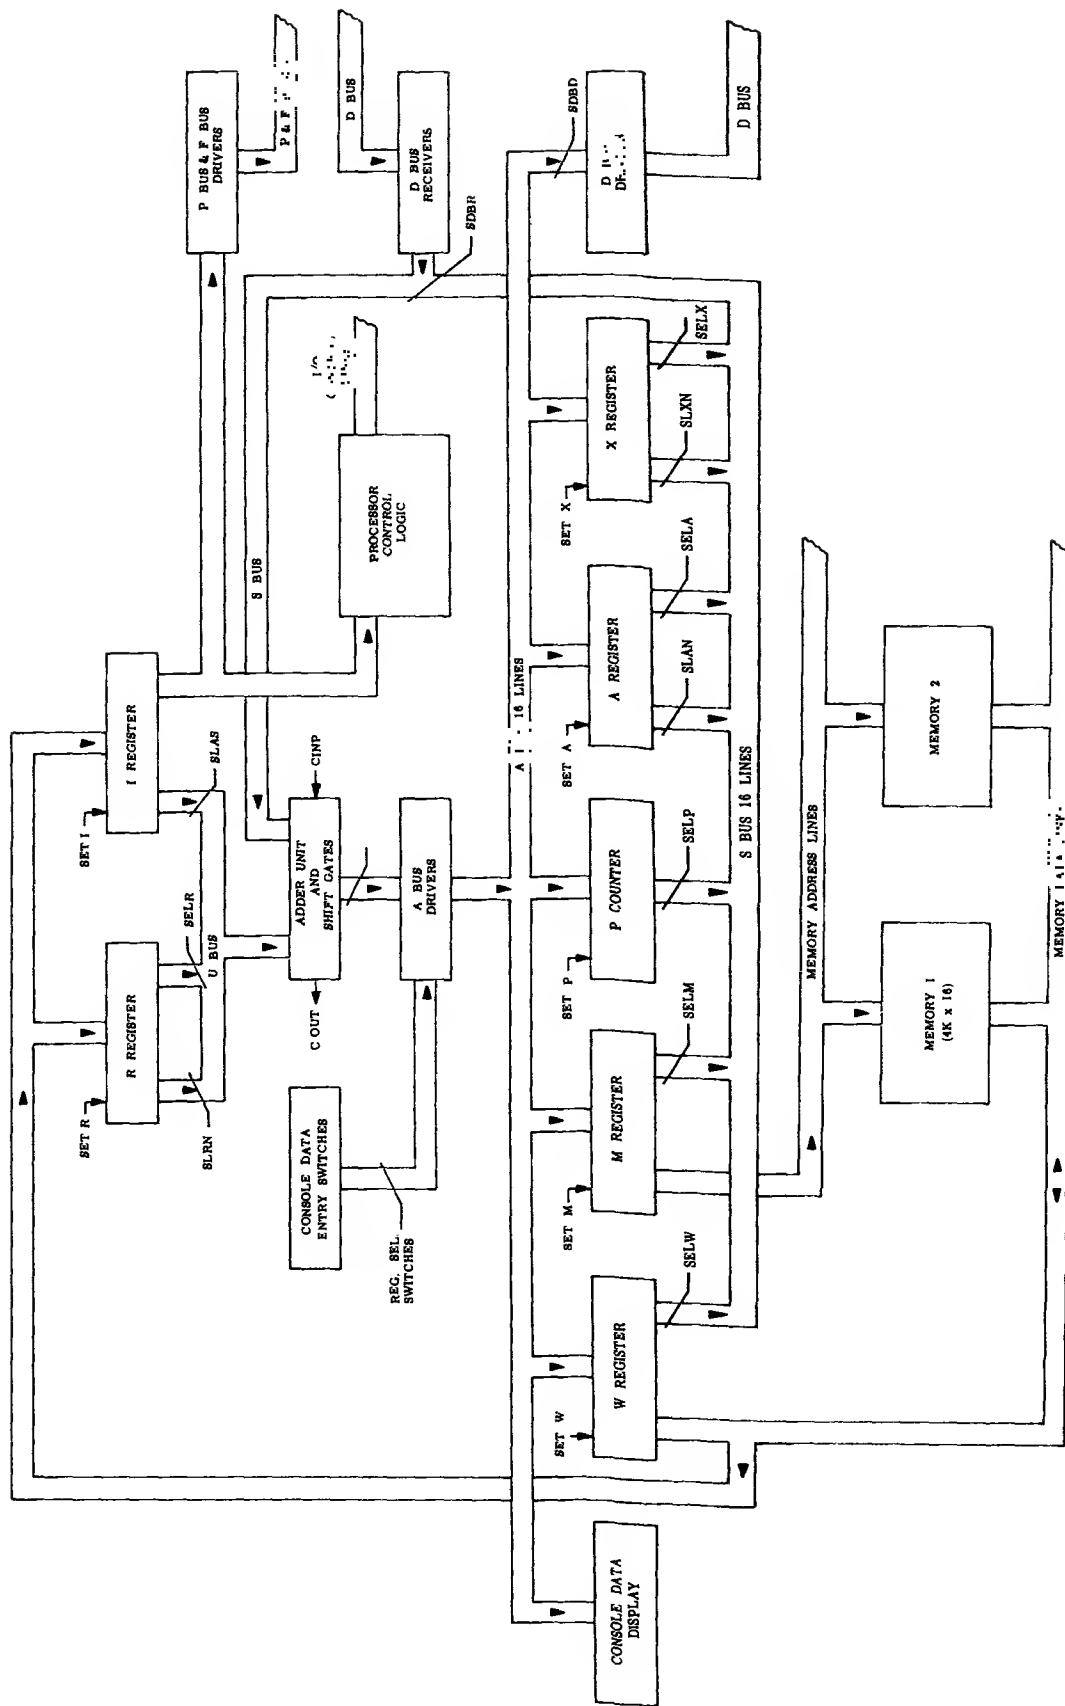 P BUS & F BUS
DRIVERS
P & F
D BUS
D BUS
RECEIVERS
SDBR
SDBD
D
D BUS
I/O
PROCESSOR
CONTROL
LOGIC
S BUS
I REGISTER
SET I
SLAS
R REGISTER
SET R
SELR
SLRN
U BUS
CINP
ADDER UNIT
AND
SHIFT GATES
C OUT
A BUS
DRIVERS
CONSOLE DATA
ENTRY SWITCHES
REG. SEL.
SWITCHES
A
16 LINES
X REGISTER
SET X
SELX
SLXN
A REGISTER
SET A
SELA
SLAN
P COUNTER
SET P
SELP
M REGISTER
SET M
SELM
W REGISTER
SET W
SELW
S BUS 16 LINES
CONSOLE DATA
DISPLAY
MEMORY ADDRESS LINES
MEMORY 2
MEMORY 1
(4K x 16)
MEMORY